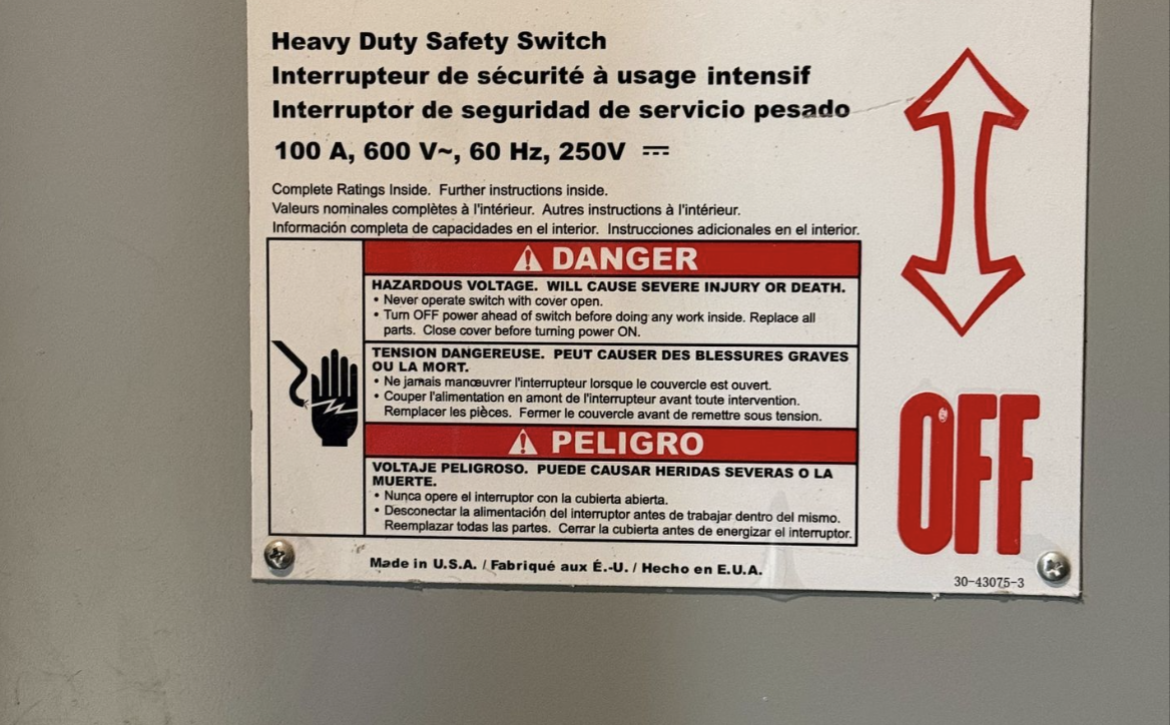 Heavy Duty Safety Switch
Interrupteur de sécurité à usage intensif
Interruptor de seguridad de servicio pesado
100 A, 600 V~, 60 Hz, 250V ⎓
Complete Ratings Inside. Further instructions inside.
Valeurs nominales complètes à l'intérieur. Autres instructions à l'intérieur.
Información completa de capacidades en el interior. Instrucciones adicionales en el interior.
⚠ DANGER
HAZARDOUS VOLTAGE. WILL CAUSE SEVERE INJURY OR DEATH.
• Never operate switch with cover open.
• Turn OFF power ahead of switch before doing any work inside. Replace all
parts. Close cover before turning power ON.
TENSION DANGEREUSE. PEUT CAUSER DES BLESSURES GRAVES
OU LA MORT.
• Ne jamais manœuvrer l'interrupteur lorsque le couvercle est ouvert.
• Couper l'alimentation en amont de l'interrupteur avant toute intervention.
Remplacer les pièces. Fermer le couvercle avant de remettre sous tension.
⚠ PELIGRO
VOLTAJE PELIGROSO. PUEDE CAUSAR HERIDAS SEVERAS O LA
MUERTE.
• Nunca opere el interruptor con la cubierta abierta.
• Desconectar la alimentación del interruptor antes de trabajar dentro del mismo.
Reemplazar todas las partes. Cerrar la cubierta antes de energizar el interruptor.
Made in U.S.A. / Fabriqué aux É.-U. / Hecho en E.U.A.
OFF
30-43075-3